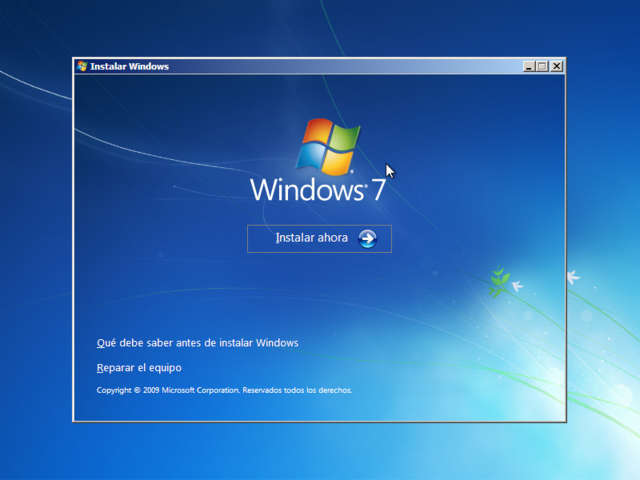 Instalar Windows
Windows® 7
Instalar ahora
Qué debe saber antes de instalar Windows
Reparar el equipo
Copyright © 2009 Microsoft Corporation. Reservados todos los derechos.